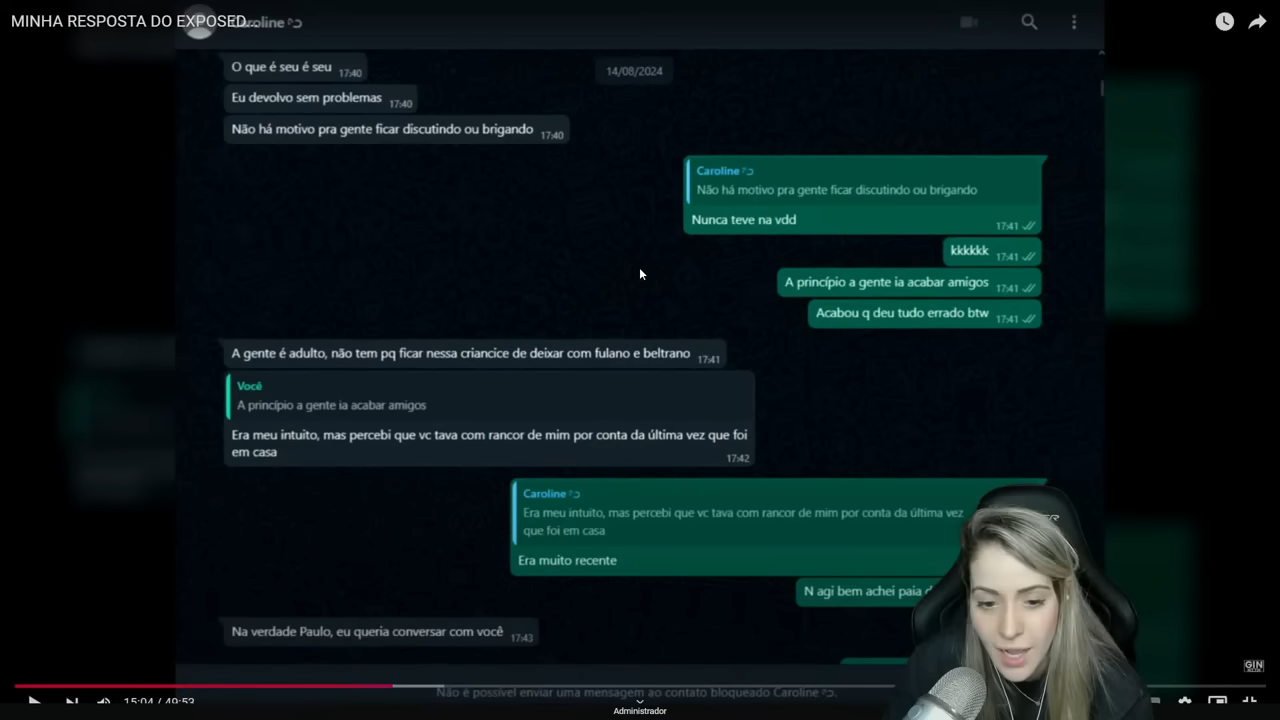 MINHA RESPOSTA DO EXPOSED...
Caroline
O que é seu é seu 17:40
14/08/2024
Eu devolvo sem problemas 17:40
Não há motivo pra gente ficar discutindo ou brigando 17:40
Caroline
Não há motivo pra gente ficar discutindo ou brigando
Nunca teve na vdd 17:41
kkkkkk 17:41
A princípio a gente ia acabar amigos 17:41
Acabou q deu tudo errado btw 17:41
A gente é adulto, não tem pq ficar nessa criancice de deixar com fulano e beltrano 17:41
Você
A princípio a gente ia acabar amigos
Era meu intuito, mas percebi que vc tava com rancor de mim por conta da última vez que foi
em casa 17:42
Caroline
Era meu intuito, mas percebi que vc tava com rancor de mim por conta da última vez
que foi em casa
Era muito recente
N agi bem achei paia
Na verdade Paulo, eu queria conversar com você 17:43
Não é possível enviar uma mensagem ao contato bloqueado Caroline
15:04 / 49:53
GIN
Administrador